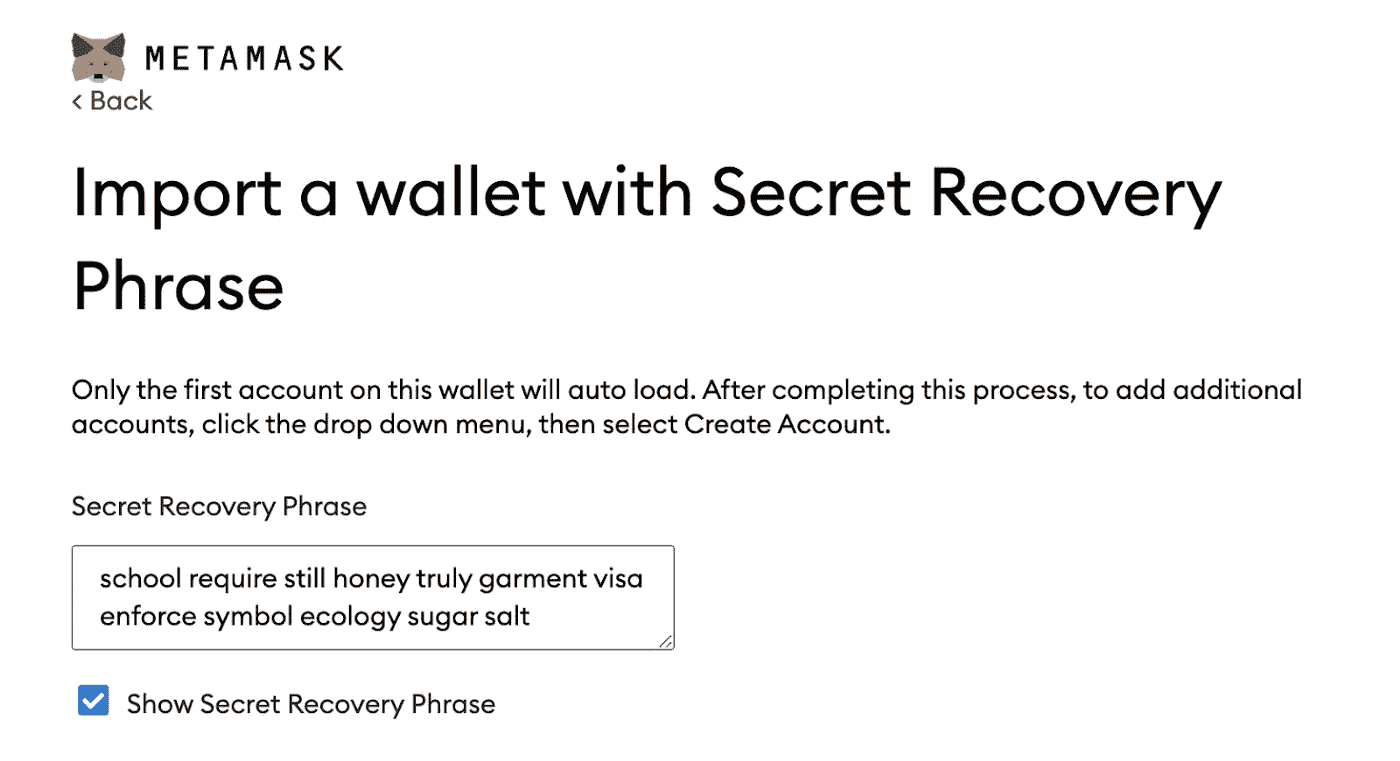 METAMASK
< Back
Import a wallet with Secret Recovery
Phrase
Only the first account on this wallet will auto load. After completing this process, to add additional
accounts, click the drop down menu, then select Create Account.
Secret Recovery Phrase
school require still honey truly garment visa
enforce symbol ecology sugar salt
Show Secret Recovery Phrase